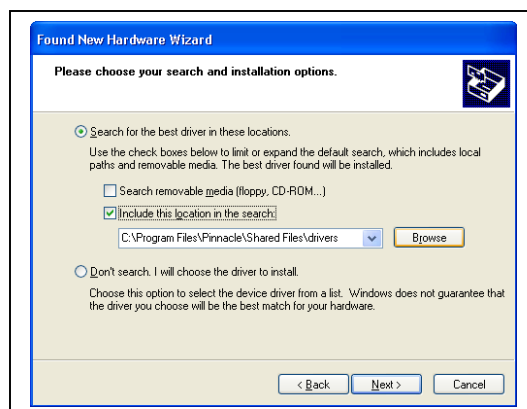 Found New Hardware Wizard
Please choose your search and installation options.
Search for the best driver in these locations.
Use the check boxes below to limit or expand the default search, which includes local
paths and removable media. The best driver found will be installed.
Search removable media (floppy, CD-ROM...)
Include this location in the search:
C:\Program Files\Pinnacle\Shared Files\drivers
Browse
Don't search. I will choose the driver to install.
Choose this option to select the device driver from a list. Windows does not guarantee that
the driver you choose will be the best match for your hardware.
< Back
Next >
Cancel